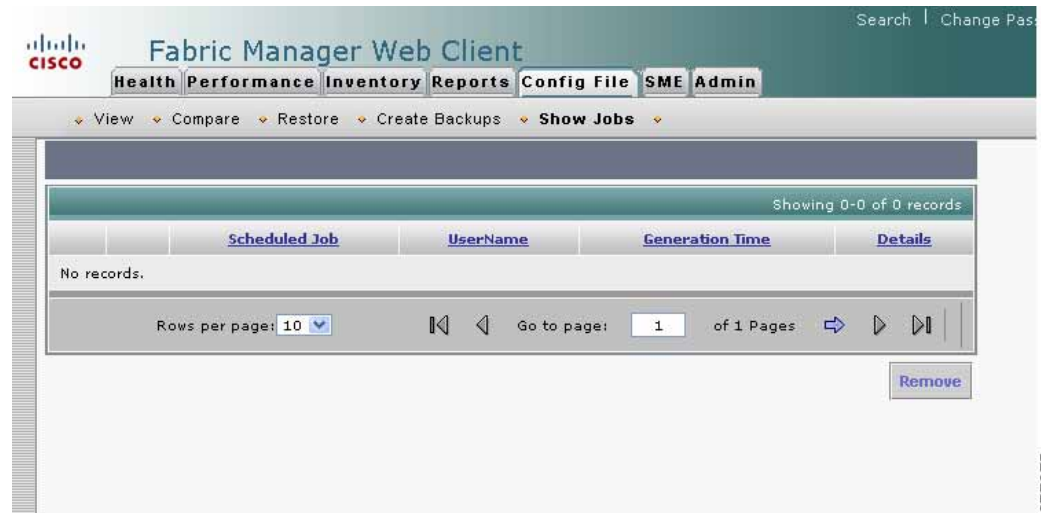 Search | Change Pas
CISCO
Fabric Manager Web Client
Health Performance Inventory Reports Config File SME Admin
View Compare Restore Create Backups Show Jobs
Showing 0-0 of 0 records
Scheduled Job UserName Generation Time Details
No records.
Rows per page: 10 Go to page: 1 of 1 Pages
Remove